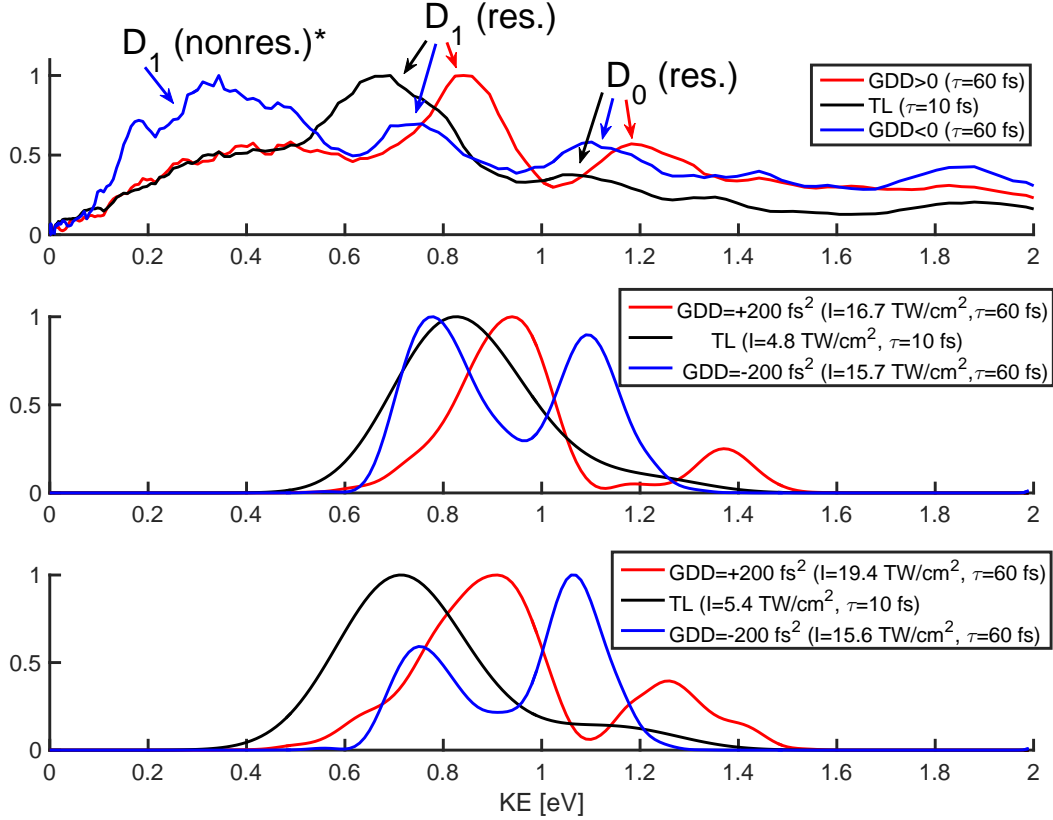 D1 (res.)
D1 (nonres.)*
D0 (res.)
GDD>0 (τ=60 fs)
TL (τ=10 fs)
GDD<0 (τ=60 fs)
1
0.5
0
0 0.2 0.4 0.6 0.8 1 1.2 1.4 1.6 1.8 2
GDD=+200 fs2 (I=16.7 TW/cm2,τ=60 fs)
TL (I=4.8 TW/cm2, τ=10 fs)
GDD=-200 fs2 (I=15.7 TW/cm2,τ=60 fs)
1
0.5
0
0 0.2 0.4 0.6 0.8 1 1.2 1.4 1.6 1.8 2
GDD=+200 fs2 (I=19.4 TW/cm2, τ=60 fs)
TL (I=5.4 TW/cm2, τ=10 fs)
GDD=-200 fs2 (I=15.6 TW/cm2, τ=60 fs)
1
0.5
0
0 0.2 0.4 0.6 0.8 1 1.2 1.4 1.6 1.8 2
KE [eV]